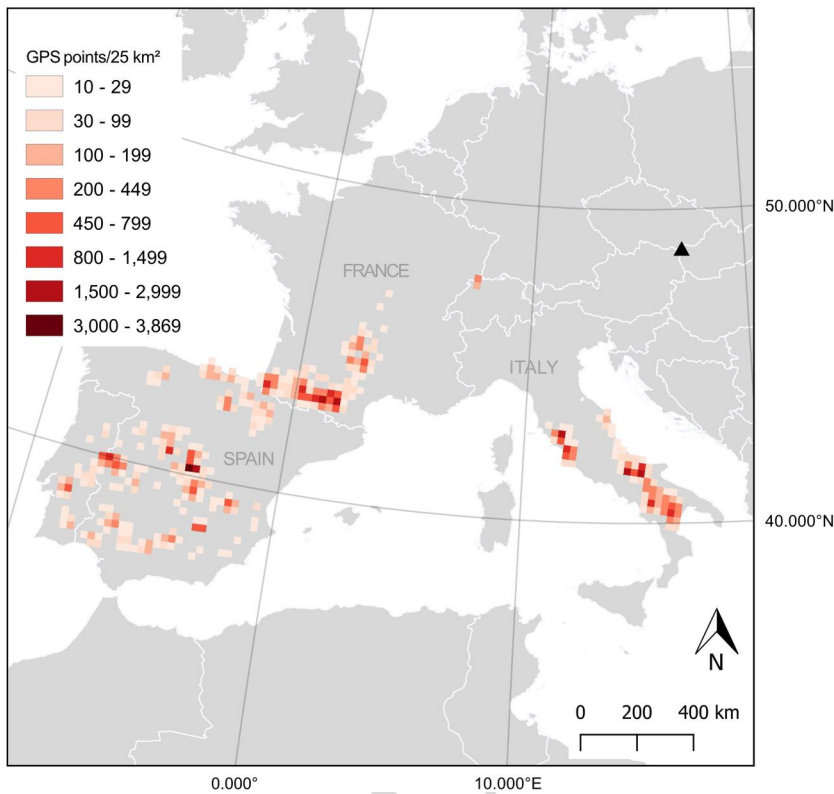 GPS points/25 km²
10 - 29
30 - 99
100 - 199
200 - 449
450 - 799
800 - 1,499
1,500 - 2,999
3,000 - 3,869
FRANCE
ITALY
SPAIN
50.000°N
40.000°N
N
0 200 400 km
0.000° 10.000°E